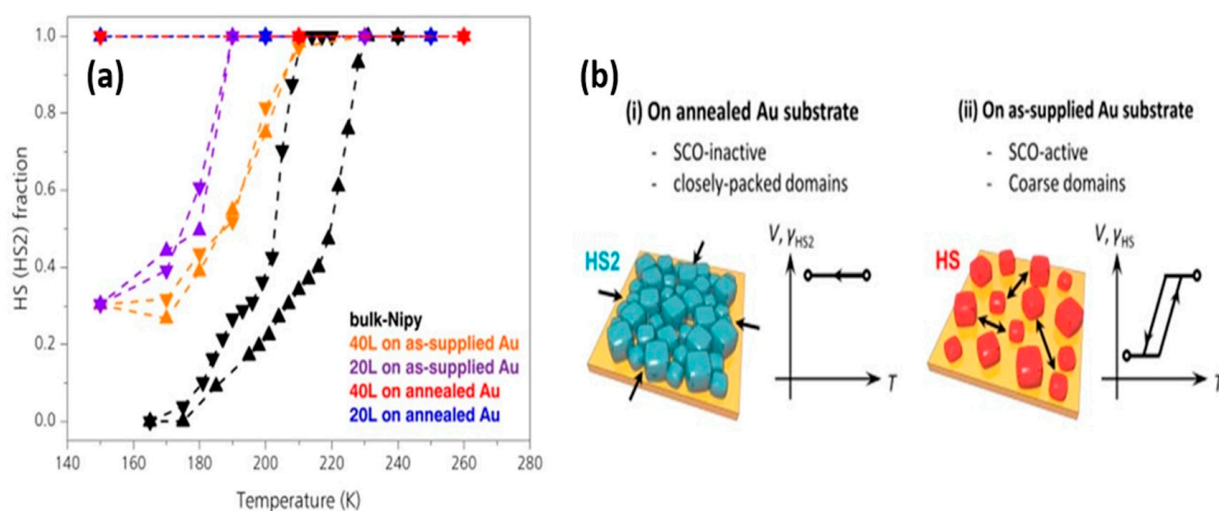 (a)
HS (HS2) fraction
1.0
0.8
0.6
0.4
0.2
0.0
140 160 180 200 220 240 260 280
Temperature (K)
bulk-Nipy
40L on as-supplied Au
20L on as-supplied Au
40L on annealed Au
20L on annealed Au
(b)
(i) On annealed Au substrate
- SCO-inactive
- closely-packed domains
HS2
V, γHS2
T
(ii) On as-supplied Au substrate
- SCO-active
- Coarse domains
HS
V, γHS
T